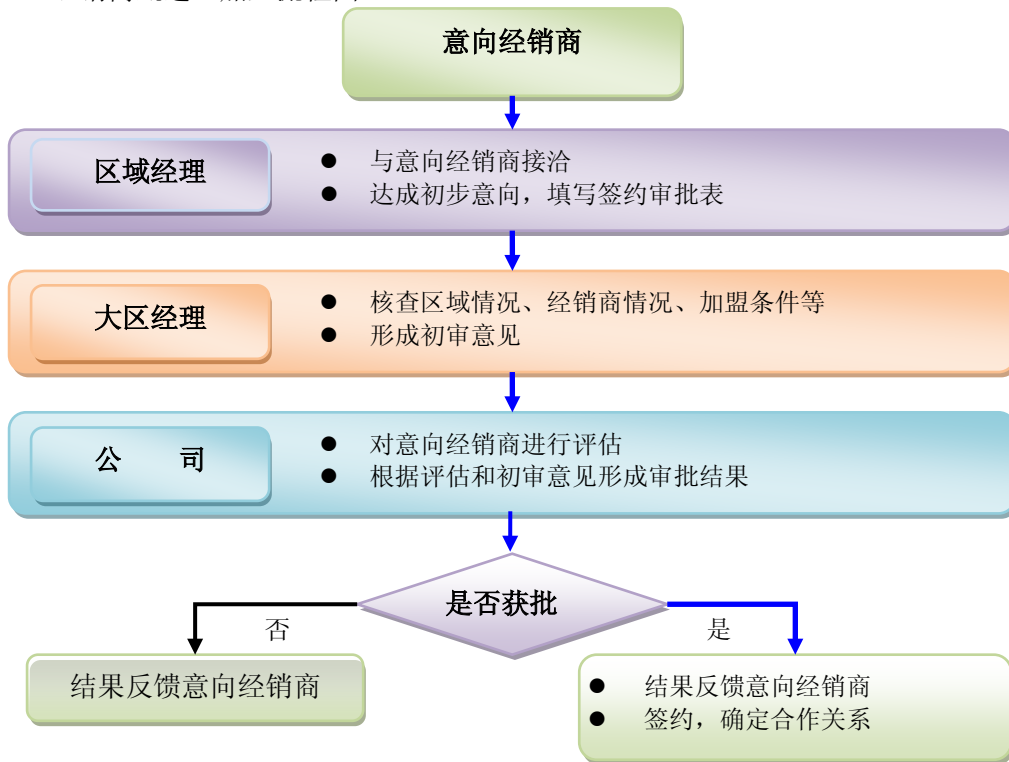 意向经销商
区域经理
● 与意向经销商接洽
● 达成初步意向，填写签约审批表
大区经理
● 核查区域情况、经销商情况、加盟条件等
● 形成初审意见
公 司
● 对意向经销商进行评估
● 根据评估和初审意见形成审批结果
是否获批
否
是
结果反馈意向经销商
● 结果反馈意向经销商
● 签约，确定合作关系